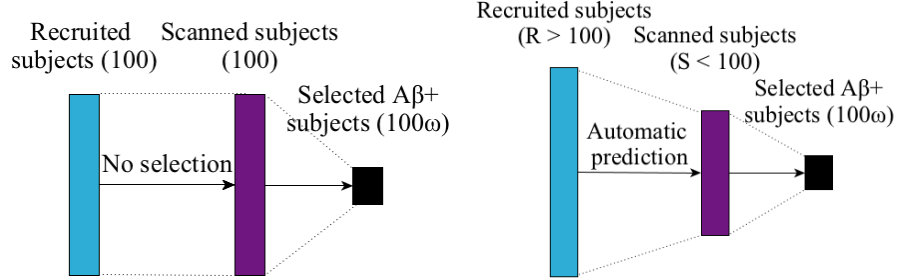 Recruited
subjects (100)
Scanned subjects
(100)
Selected Aβ+
subjects (100ω)
No selection
Recruited subjects
(R > 100)
Scanned subjects
(S < 100)
Selected Aβ+
subjects (100ω)
Automatic
prediction